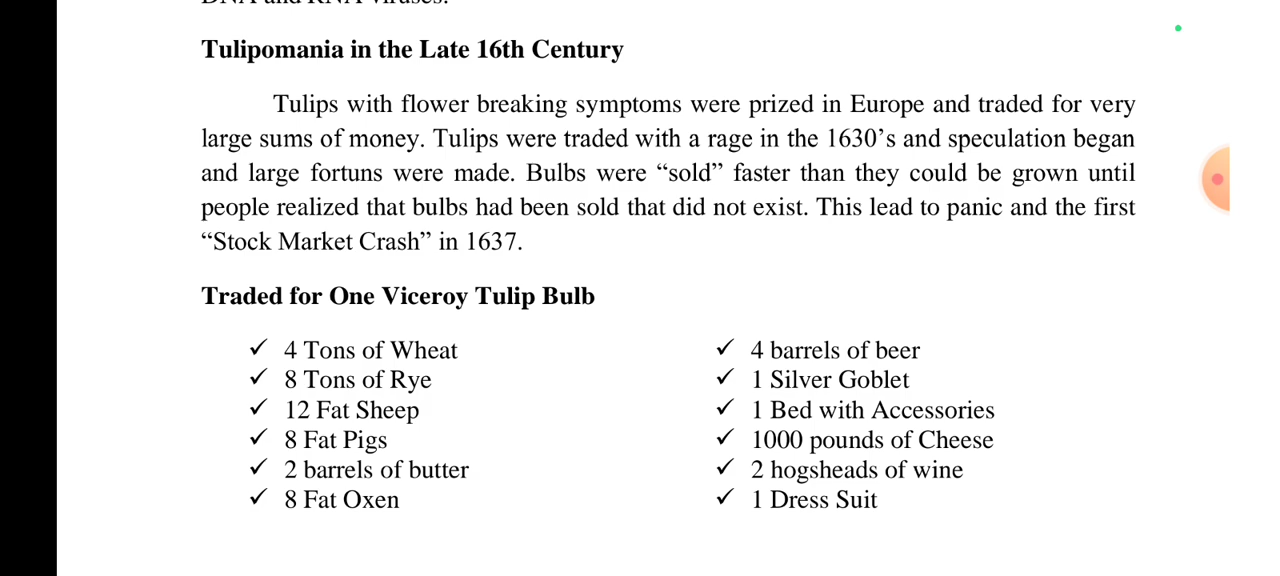 DNA and RNA viruses.
Tulipomania in the Late 16th Century
Tulips with flower breaking symptoms were prized in Europe and traded for very
large sums of money. Tulips were traded with a rage in the 1630’s and speculation began
and large fortuns were made. Bulbs were “sold” faster than they could be grown until
people realized that bulbs had been sold that did not exist. This lead to panic and the first
“Stock Market Crash” in 1637.
Traded for One Viceroy Tulip Bulb
✓ 4 Tons of Wheat
✓ 8 Tons of Rye
✓ 12 Fat Sheep
✓ 8 Fat Pigs
✓ 2 barrels of butter
✓ 8 Fat Oxen
✓ 4 barrels of beer
✓ 1 Silver Goblet
✓ 1 Bed with Accessories
✓ 1000 pounds of Cheese
✓ 2 hogsheads of wine
✓ 1 Dress Suit